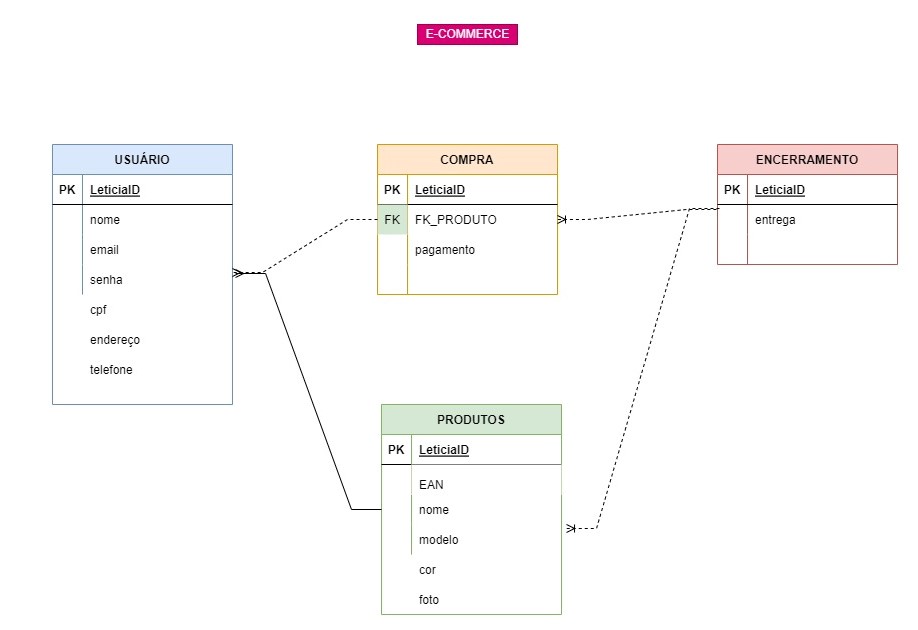 E-COMMERCE
USUÁRIO
PK LeticiaID
nome
email
senha
cpf
endereço
telefone
COMPRA
PK LeticiaID
FK FK_PRODUTO
pagamento
ENCERRAMENTO
PK LeticiaID
entrega
PRODUTOS
PK LeticiaID
EAN
nome
modelo
cor
foto